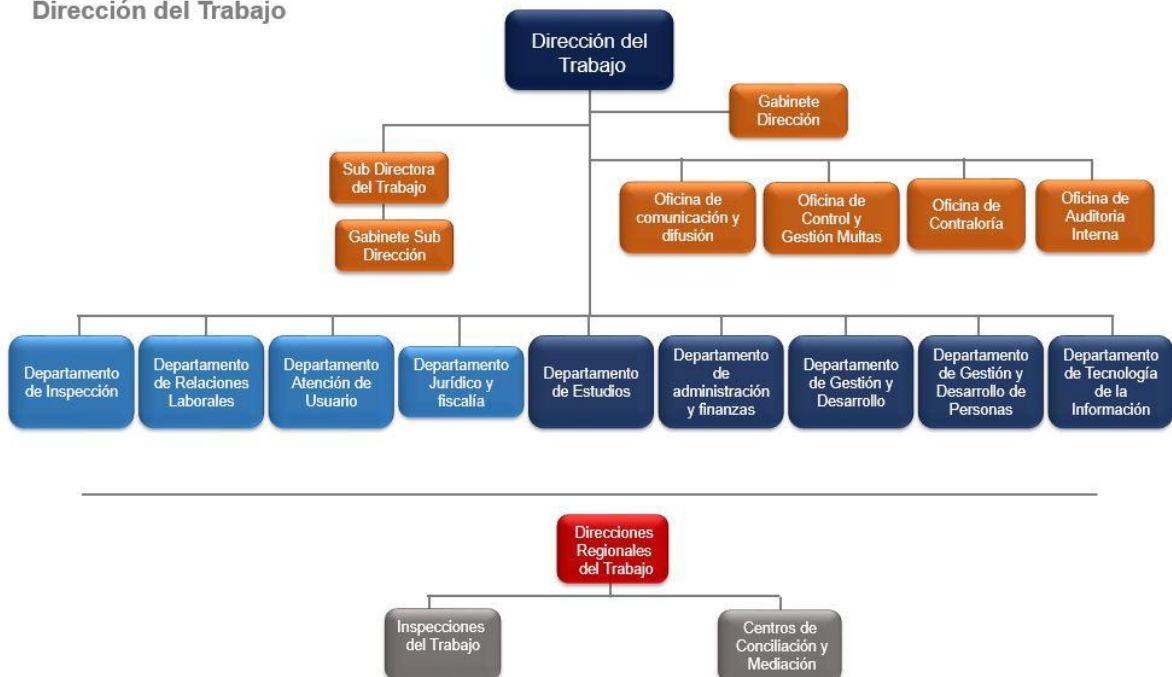 Dirección del Trabajo
Dirección del
Trabajo
Gabinete
Dirección
Sub Directora
del Trabajo
Gabinete Sub
Dirección
Oficina de
comunicación y
difusión
Oficina de
Control y
Gestión Multas
Oficina de
Contraloría
Oficina de
Auditoria
Interna
Departamento
de Inspección
Departamento
de Relaciones
Laborales
Departamento
Atención de
Usuario
Departamento
Jurídico y
fiscalía
Departamento
de Estudios
Departamento
de
administración
y finanzas
Departamento
de Gestión y
Desarrollo
Departamento
de Gestión y
Desarrollo de
Personas
Departamento
de Tecnología
de la
Información
Direcciones
Regionales
del Trabajo
Inspecciones
del Trabajo
Centros de
Conciliación y
Mediación